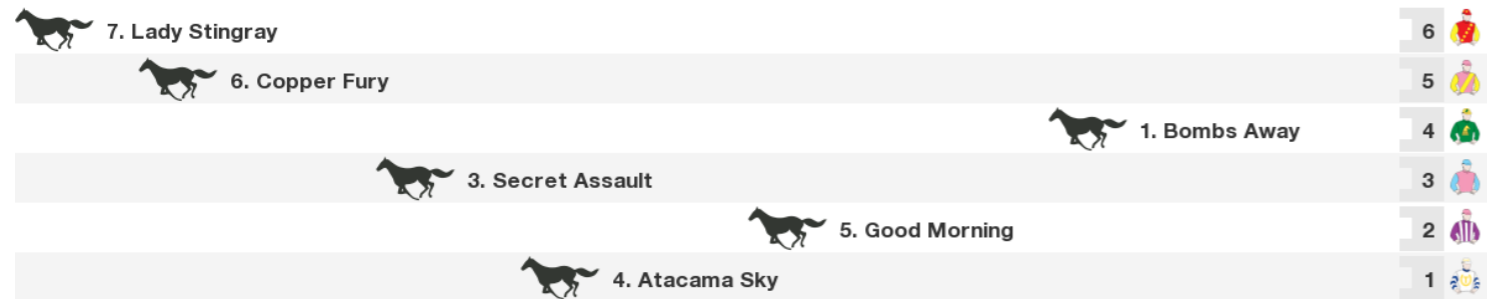 7. Lady Stingray 6
6. Copper Fury 5
1. Bombs Away 4
3. Secret Assault 3
5. Good Morning 2
4. Atacama Sky 1